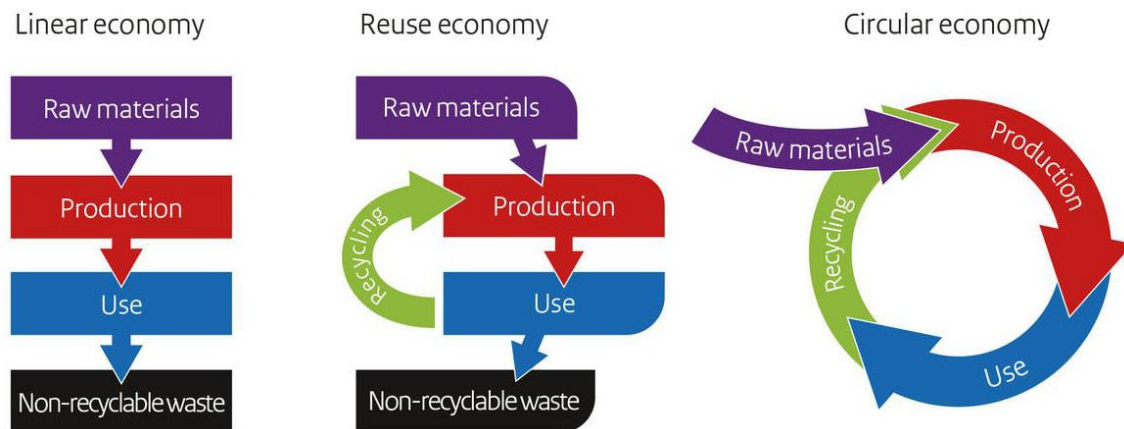 Linear economy
Raw materials
Production
Use
Non-recyclable waste
Reuse economy
Raw materials
Production
Recycling
Use
Non-recyclable waste
Circular economy
Raw materials
Production
Recycling
Use